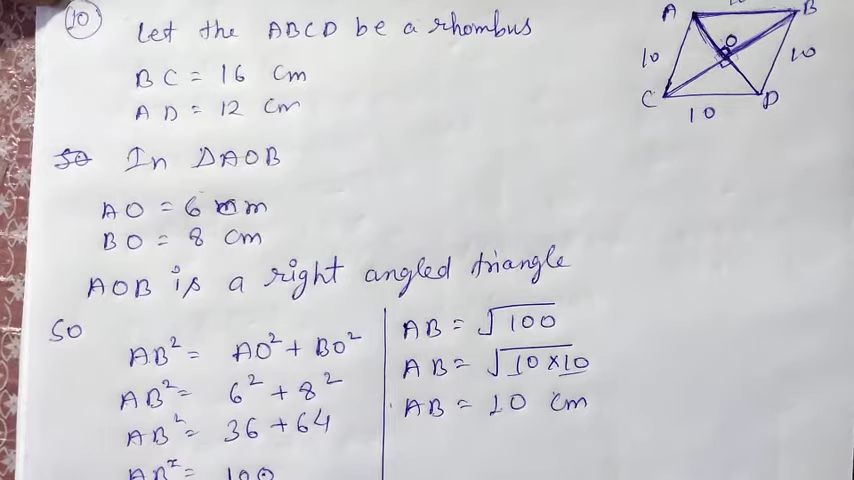 10
Let the ABCD be a rhombus
BC = 16 cm
AD = 12 cm
So In ΔAOB
AO = 6 cm
BO = 8 cm
AOB is a right angled triangle
So
AB² = AO² + BO²
AB² = 6² + 8²
AB² = 36 + 64
AB² = 100
AB = √100
AB = √10×10
AB = 10 cm
A B
O
10 10
C D
10